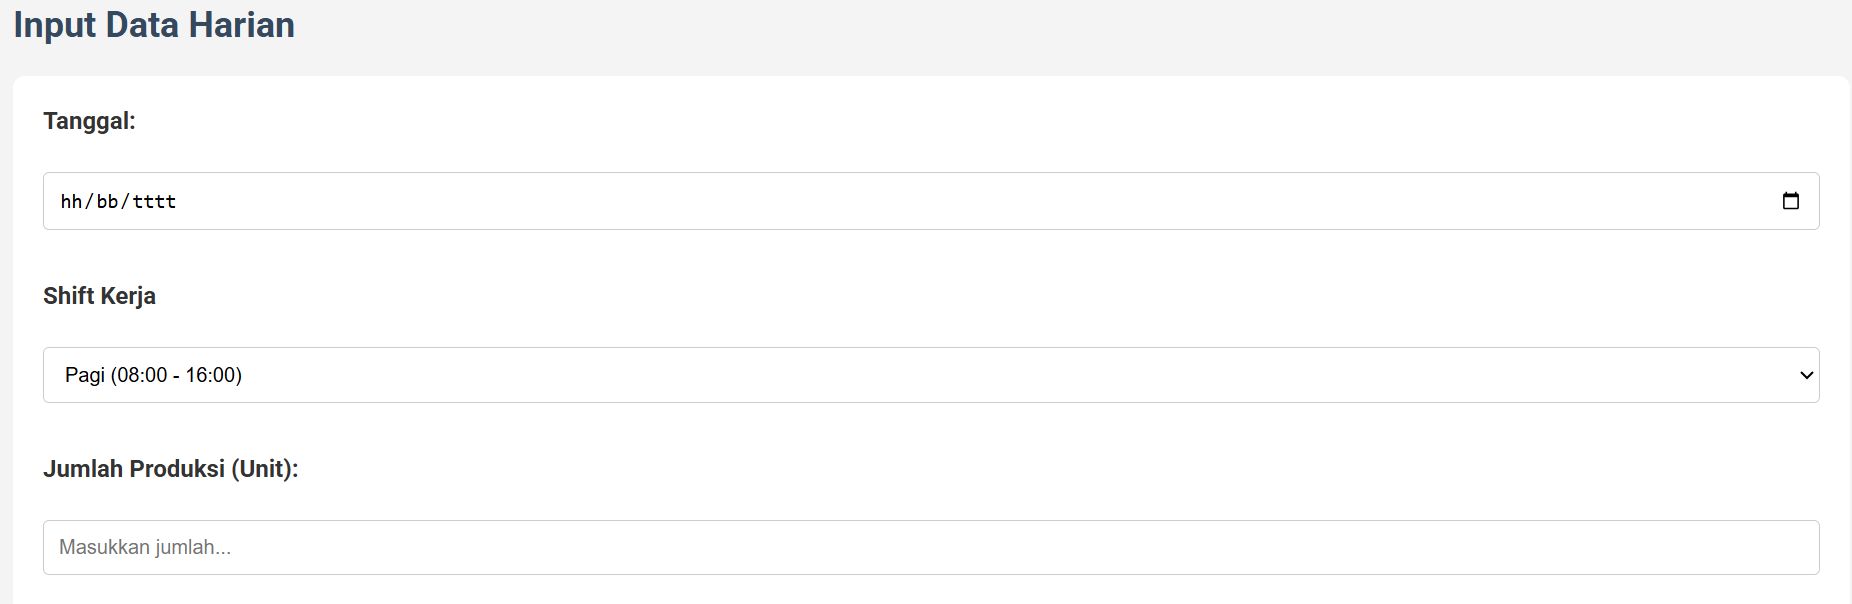 Input Data Harian
Tanggal:
hh/bb/tttt
Shift Kerja
Pagi (08:00 - 16:00)
Jumlah Produksi (Unit):
Masukkan jumlah...